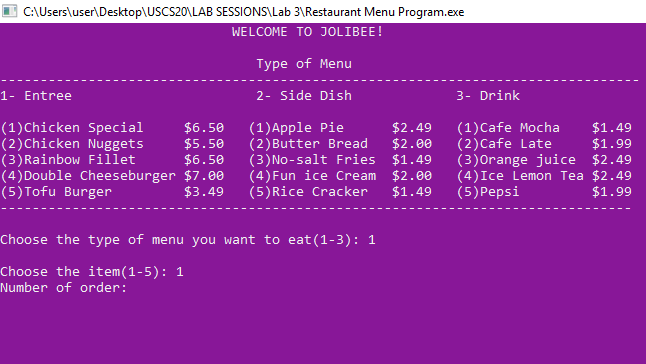 C:\Users\user\Desktop\USCS20\LAB SESSIONS\Lab 3\Restaurant Menu Program.exe
WELCOME TO JOLIBEE!
Type of Menu
--------------------------------------------------------------------------------
1- Entree 2- Side Dish 3- Drink
(1)Chicken Special $6.50 (1)Apple Pie $2.49 (1)Cafe Mocha $1.49
(2)Chicken Nuggets $5.50 (2)Butter Bread $2.00 (2)Cafe Late $1.99
(3)Rainbow Fillet $6.50 (3)No-salt Fries $1.49 (3)Orange juice $2.49
(4)Double Cheeseburger $7.00 (4)Fun ice Cream $2.00 (4)Ice Lemon Tea $2.49
(5)Tofu Burger $3.49 (5)Rice Cracker $1.49 (5)Pepsi $1.99
--------------------------------------------------------------------------------
Choose the type of menu you want to eat(1-3): 1
Choose the item(1-5): 1
Number of order: